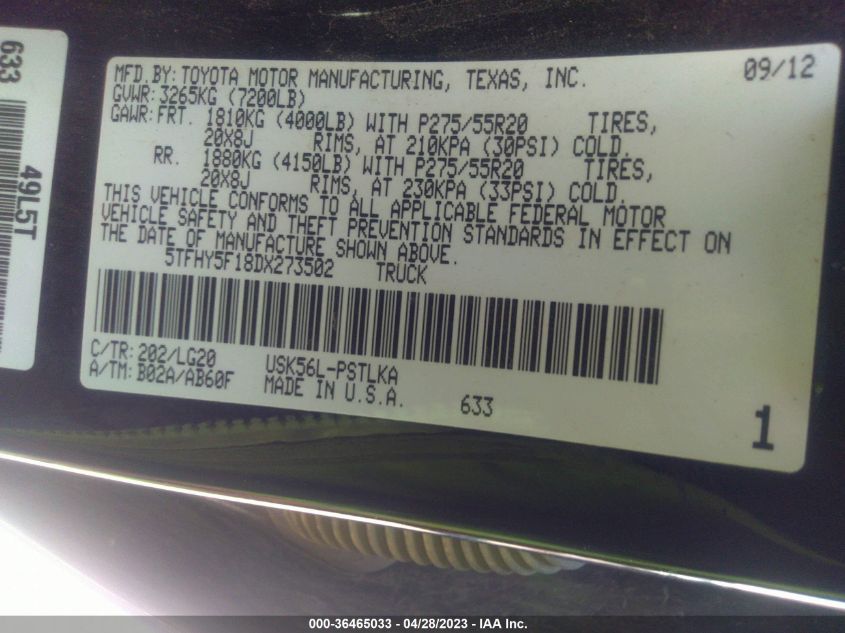 633
49L5T
MFD.BY: TOYOTA MOTOR MANUFACTURING, TEXAS, INC. 09/12
GVWR: 3265KG (7200LB)
GAWR: FRT. 1810KG (4000LB) WITH P275/55R20 TIRES,
20X8J RIMS, AT 210KPA (30PSI) COLD.
RR. 1880KG (4150LB) WITH P275/55R20 TIRES,
20X8J RIMS, AT 230KPA (33PSI) COLD.
THIS VEHICLE CONFORMS TO ALL APPLICABLE FEDERAL MOTOR
VEHICLE SAFETY AND THEFT PREVENTION STANDARDS IN EFFECT ON
THE DATE OF MANUFACTURE SHOWN ABOVE.
5TFHY5F18DX273502 TRUCK
C/TR: 202/LG20 USK56L-PSTLKA
A/TM: B02A/AB60F MADE IN U.S.A. 633
1
000-36465033 - 04/28/2023 - IAA Inc.